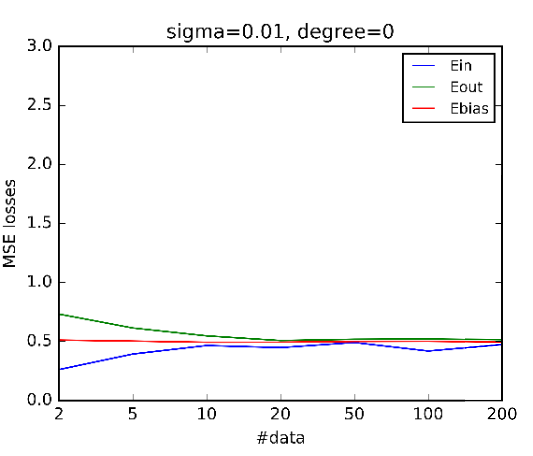 sigma=0.01, degree=0
3.0
2.5
2.0
1.5
1.0
0.5
0.0
MSE losses
Ein
Eout
Ebias
2 5 10 20 50 100 200
#data